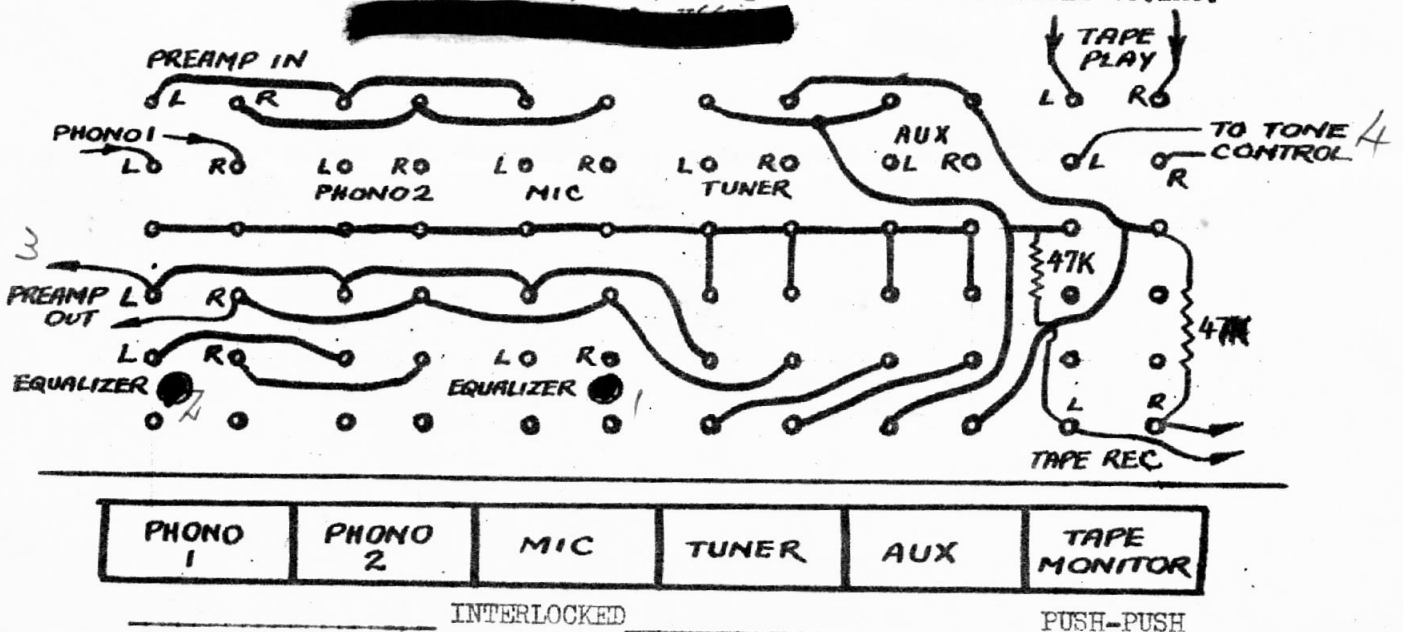 PREAMP IN
TAPE PLAY
L R
L R
PHONO 1
AUX
TO TONE CONTROL 4
L R L R L R L R L R L R
PHONO 2 MIC TUNER
3
47K
PREAMP OUT L R
47K
L R L R
EQUALIZER 2 EQUALIZER 1
L R
TAPE REC
PHONO 1
PHONO 2
MIC
TUNER
AUX
TAPE MONITOR
INTERLOCKED
PUSH-PUSH